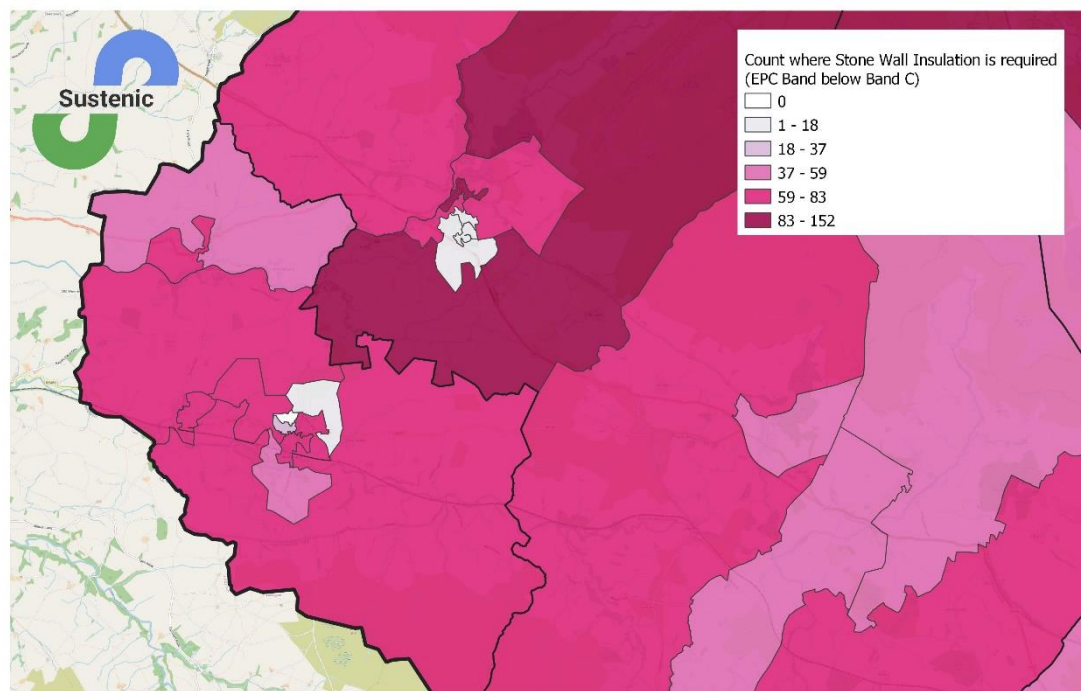 Sustenic
Count where Stone Wall Insulation is required
(EPC Band below Band C)
0
1 - 18
18 - 37
37 - 59
59 - 83
83 - 152